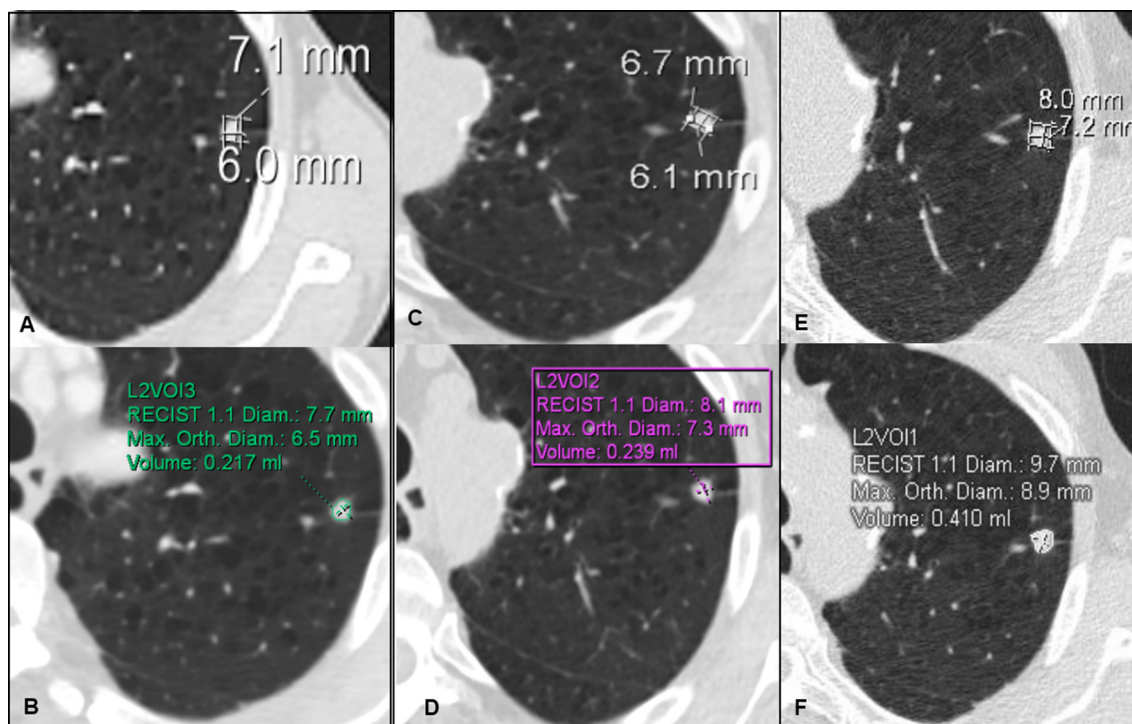 7.1 mm
6.0 mm
A
6.7 mm
6.1 mm
C
8.0 mm
7.2 mm
E
L2VOI3
RECIST 1.1 Diam.: 7.7 mm
Max. Orth. Diam.: 6.5 mm
Volume: 0.217 ml
B
L2VOI2
RECIST 1.1 Diam.: 8.1 mm
Max. Orth. Diam.: 7.3 mm
Volume: 0.239 ml
D
L2VOI1
RECIST 1.1 Diam.: 9.7 mm
Max. Orth. Diam.: 8.9 mm
Volume: 0.410 ml
F